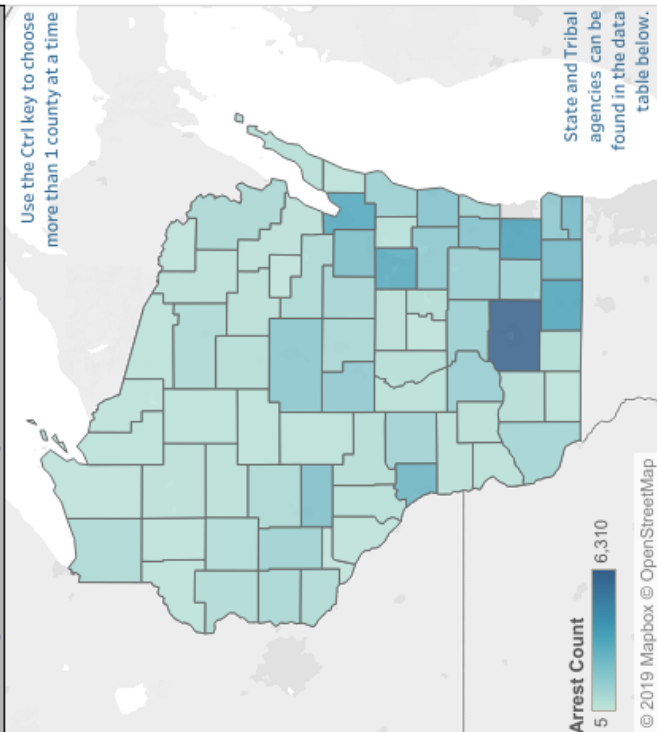 Use the Ctrl key to choose
more than 1 county at a time
State and Tribal
agencies can be
found in the data
table below.
Arrest Count
5
6,310
© 2019 Mapbox © OpenStreetMap